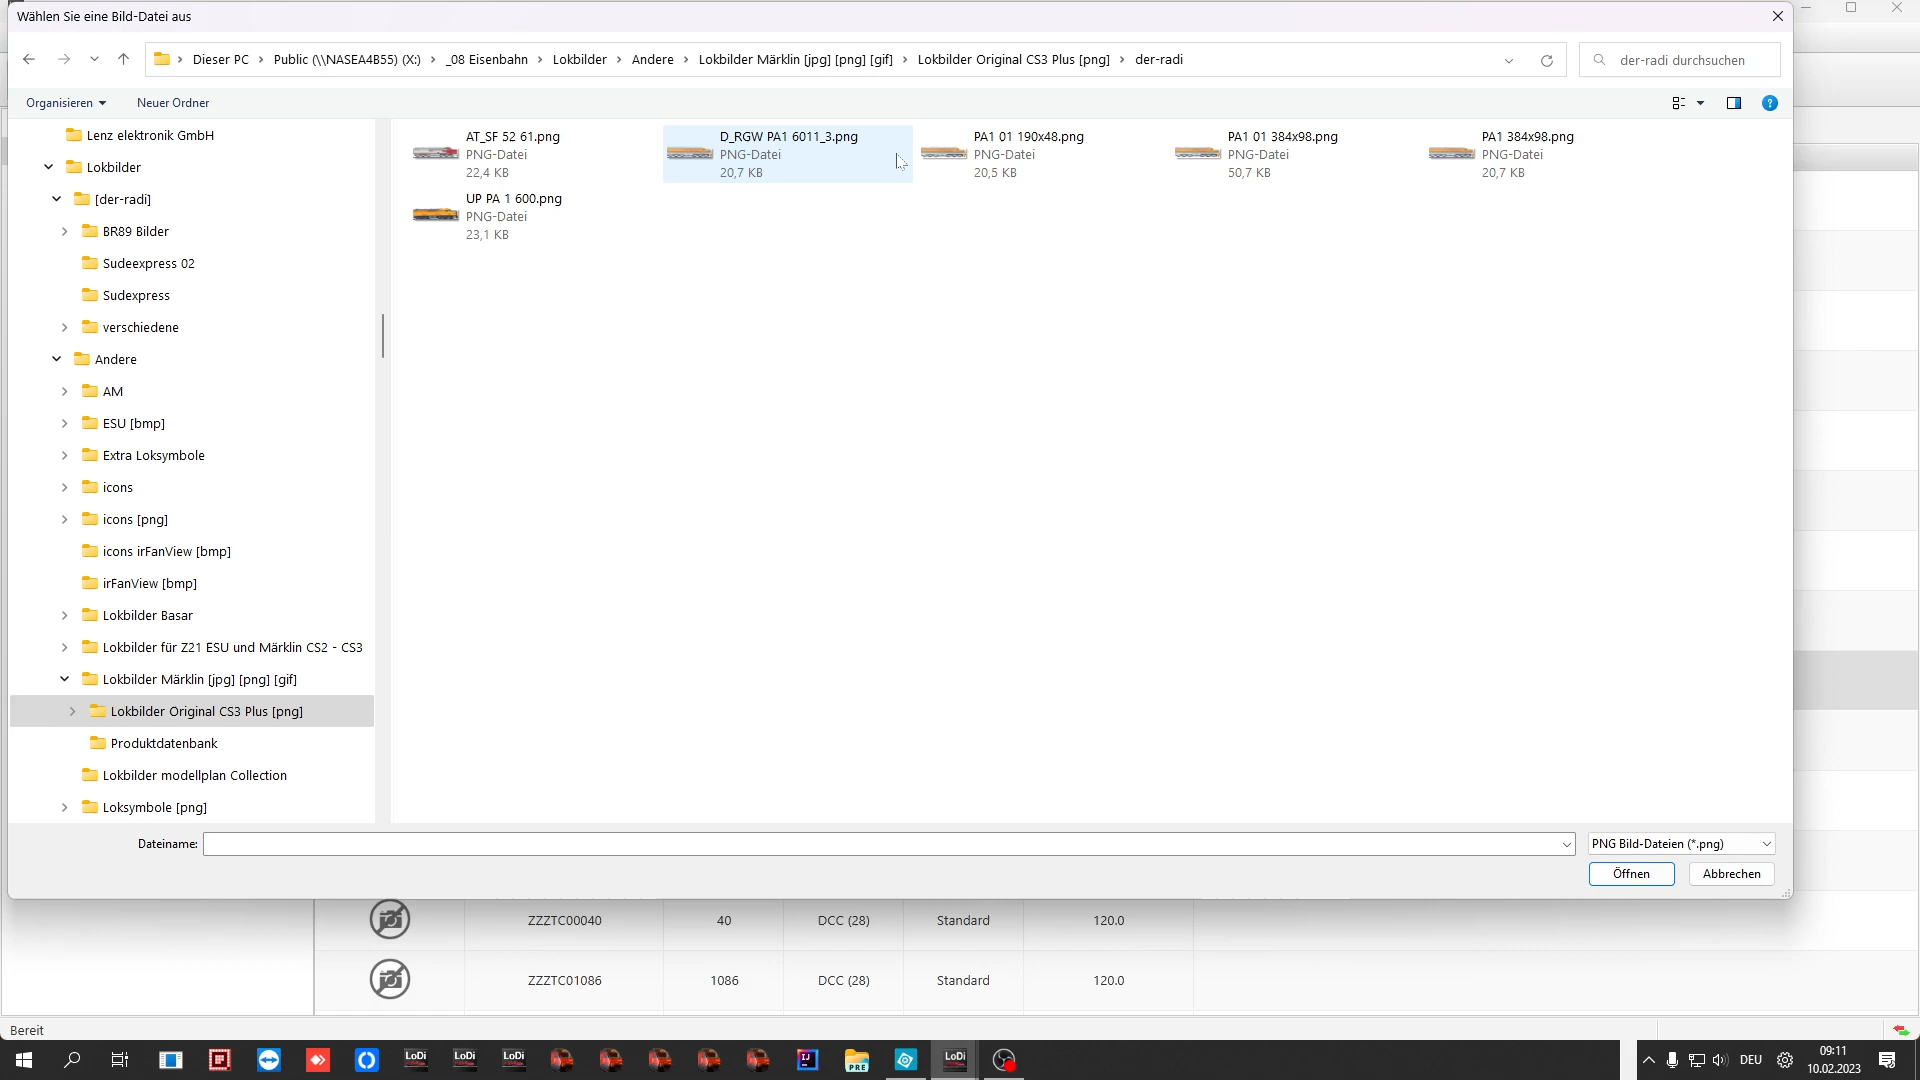 Wählen Sie eine Bild-Datei aus
Dieser PC > Public (\\NASEA4B55) (X:) > _08 Eisenbahn > Lokbilder > Andere > Lokbilder Märklin [jpg] [png] [gif] > Lokbilder Original CS3 Plus [png] > der-radi
der-radi durchsuchen
Organisieren
Neuer Ordner
Lenz elektronik GmbH
Lokbilder
[der-radi]
BR89 Bilder
Sudeexpress 02
Sudexpress
verschiedene
Andere
AM
ESU [bmp]
Extra Loksymbole
icons
icons [png]
icons irFanView [bmp]
irFanView [bmp]
Lokbilder Basar
Lokbilder für Z21 ESU und Märklin CS2 - CS3
Lokbilder Märklin [jpg] [png] [gif]
Lokbilder Original CS3 Plus [png]
Produktdatenbank
Lokbilder modellplan Collection
Loksymbole [png]
AT_SF 52 61.png
PNG-Datei
22,4 KB
D_RGW PA1 6011_3.png
PNG-Datei
20,7 KB
PA1 01 190x48.png
PNG-Datei
20,5 KB
PA1 01 384x98.png
PNG-Datei
50,7 KB
PA1 384x98.png
PNG-Datei
20,7 KB
UP PA 1 600.png
PNG-Datei
23,1 KB
Dateiname:
PNG Bild-Dateien (*.png)
Öffnen
Abbrechen
ZZZTC00040 40 DCC (28) Standard 120.0
ZZZTC01086 1086 DCC (28) Standard 120.0
Bereit
LoDi
LoDi
LoDi
IJ
PRE
LoDi
DEU
09:11
10.02.2023